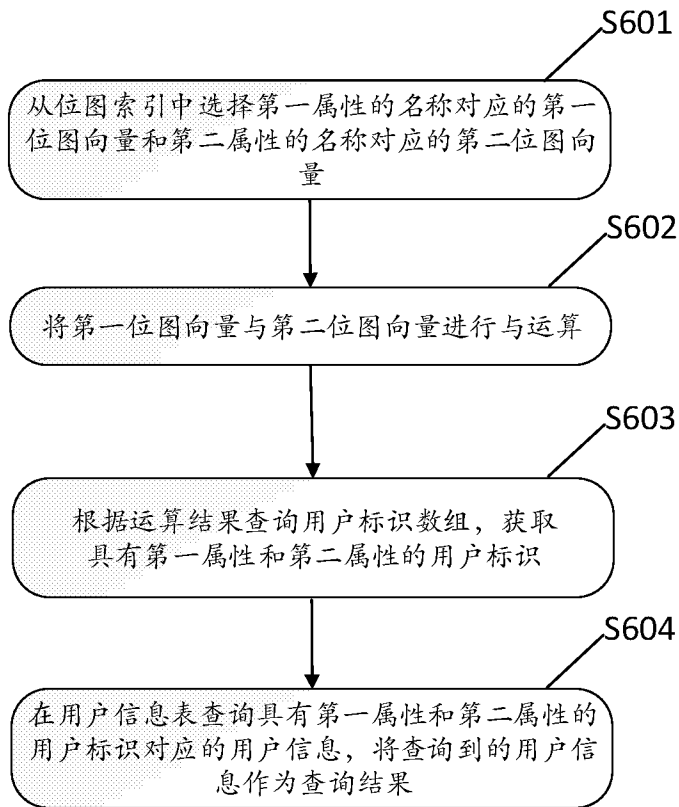 S601
从位图索引中选择第一属性的名称对应的第一
位图向量和第二属性的名称对应的第二位图向
量
S602
将第一位图向量与第二位图向量进行与运算
S603
根据运算结果查询用户标识数组，获取
具有第一属性和第二属性的用户标识
S604
在用户信息表查询具有第一属性和第二属性的
用户标识对应的用户信息，将查询到的用户信
息作为查询结果